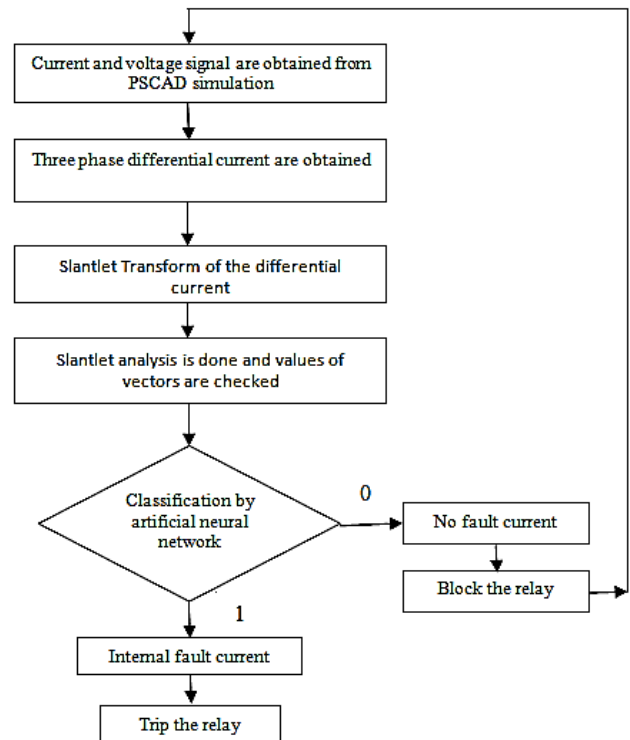 Current and voltage signal are obtained from
PSCAD simulation
Three phase differential current are obtained
Slantlet Transform of the differential
current
Slantlet analysis is done and values of
vectors are checked
Classification by
artificial neural
network
0
No fault current
Block the relay
1
Internal fault current
Trip the relay